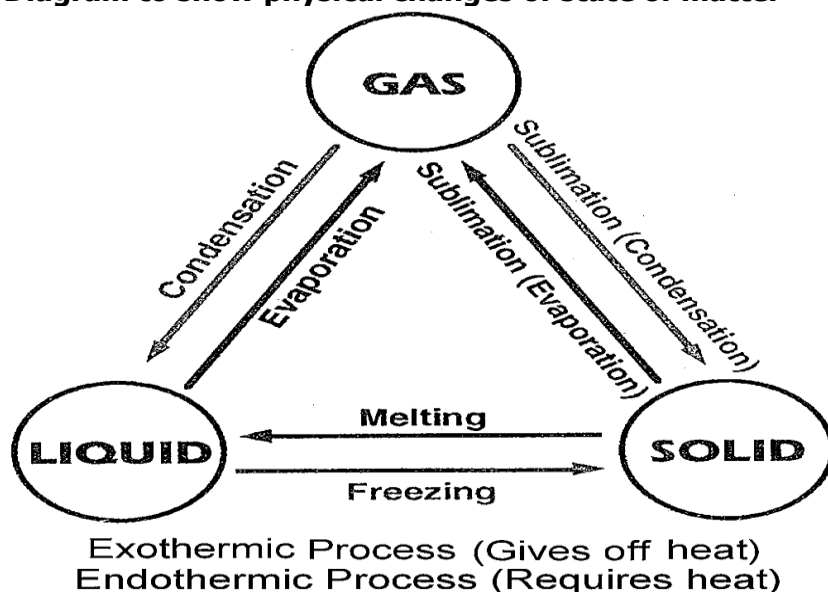 Diagram to show physical changes of state of matter
GAS
Condensation
Evaporation
Sublimation (Evaporation)
Sublimation (Condensation)
LIQUID
Melting
SOLID
Freezing
Exothermic Process (Gives off heat)
Endothermic Process (Requires heat)